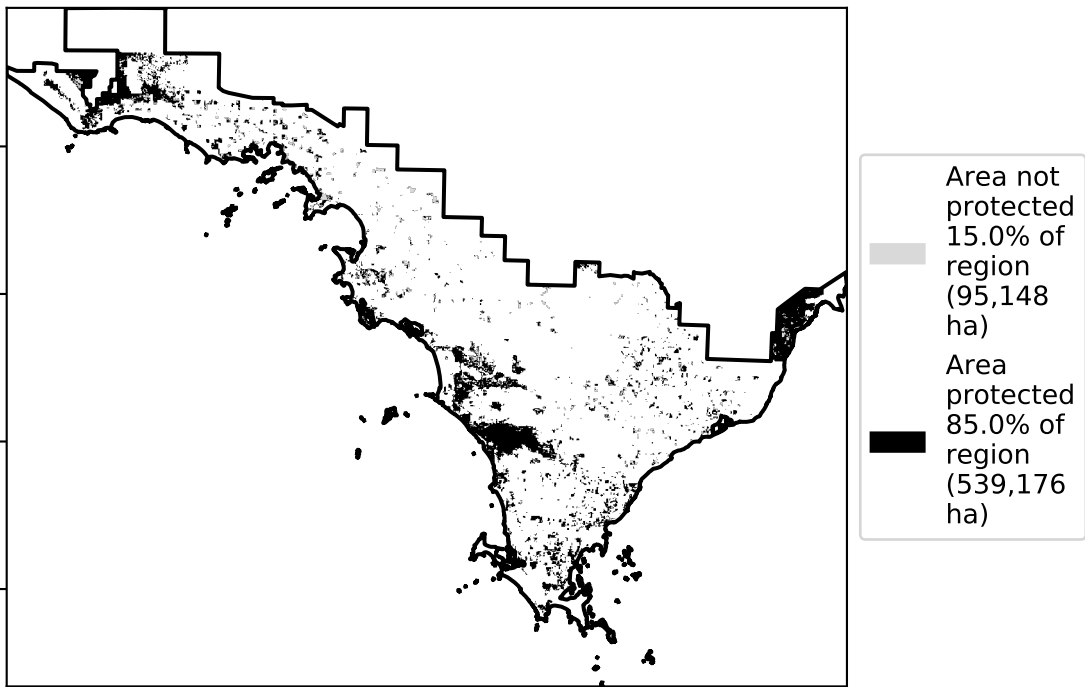 Area not
protected
15.0% of
region
(95,148
ha)
Area
protected
85.0% of
region
(539,176
ha)